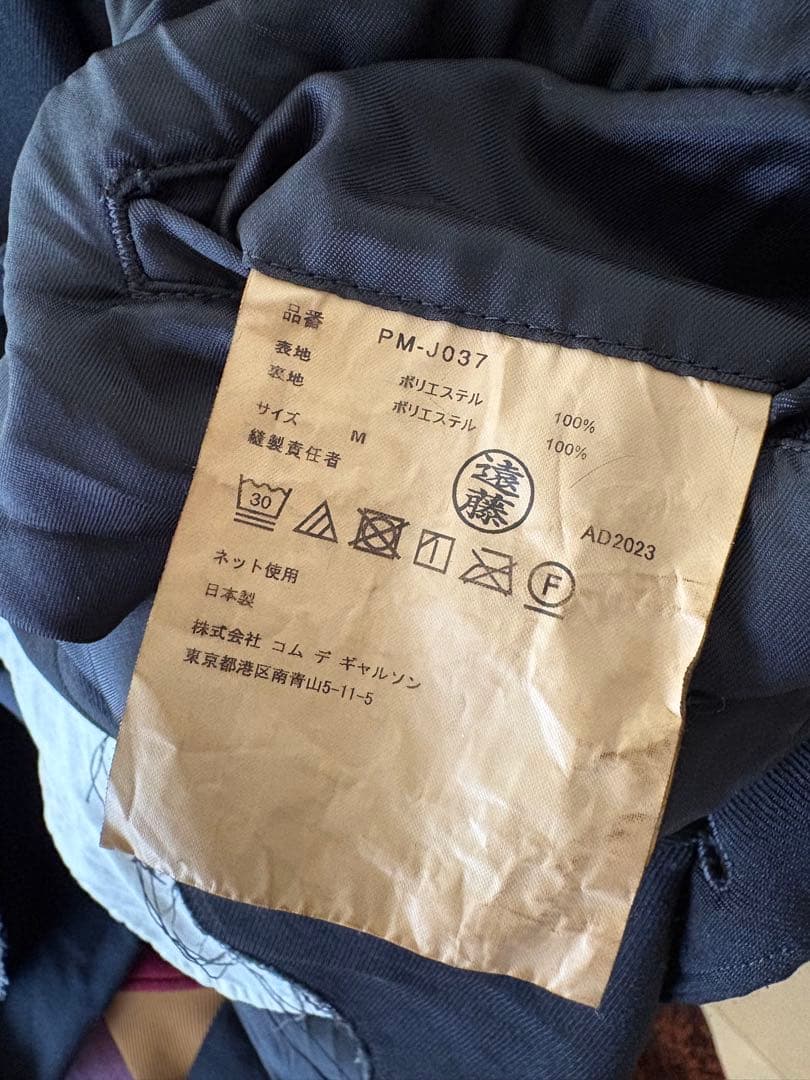 品番 PM-J037
表地 ポリエステル 100%
裏地 ポリエステル 100%
サイズ M
縫製責任者 遠藤
AD2023
30
F
ネット使用
日本製
株式会社 コム デ ギャルソン
東京都港区南青山5-11-5